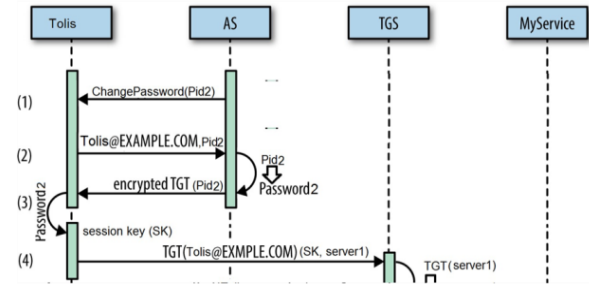 Tolis AS TGS MyService
(1) ChangePassword(Pid2)
(2) Tolis@EXAMPLE.COM,Pid2
Pid2
Password2
(3) encrypted TGT (Pid2)
Password2
session key (SK)
(4) TGT(Tolis@EXMPLE.COM) (SK, server1)
TGT(server1)